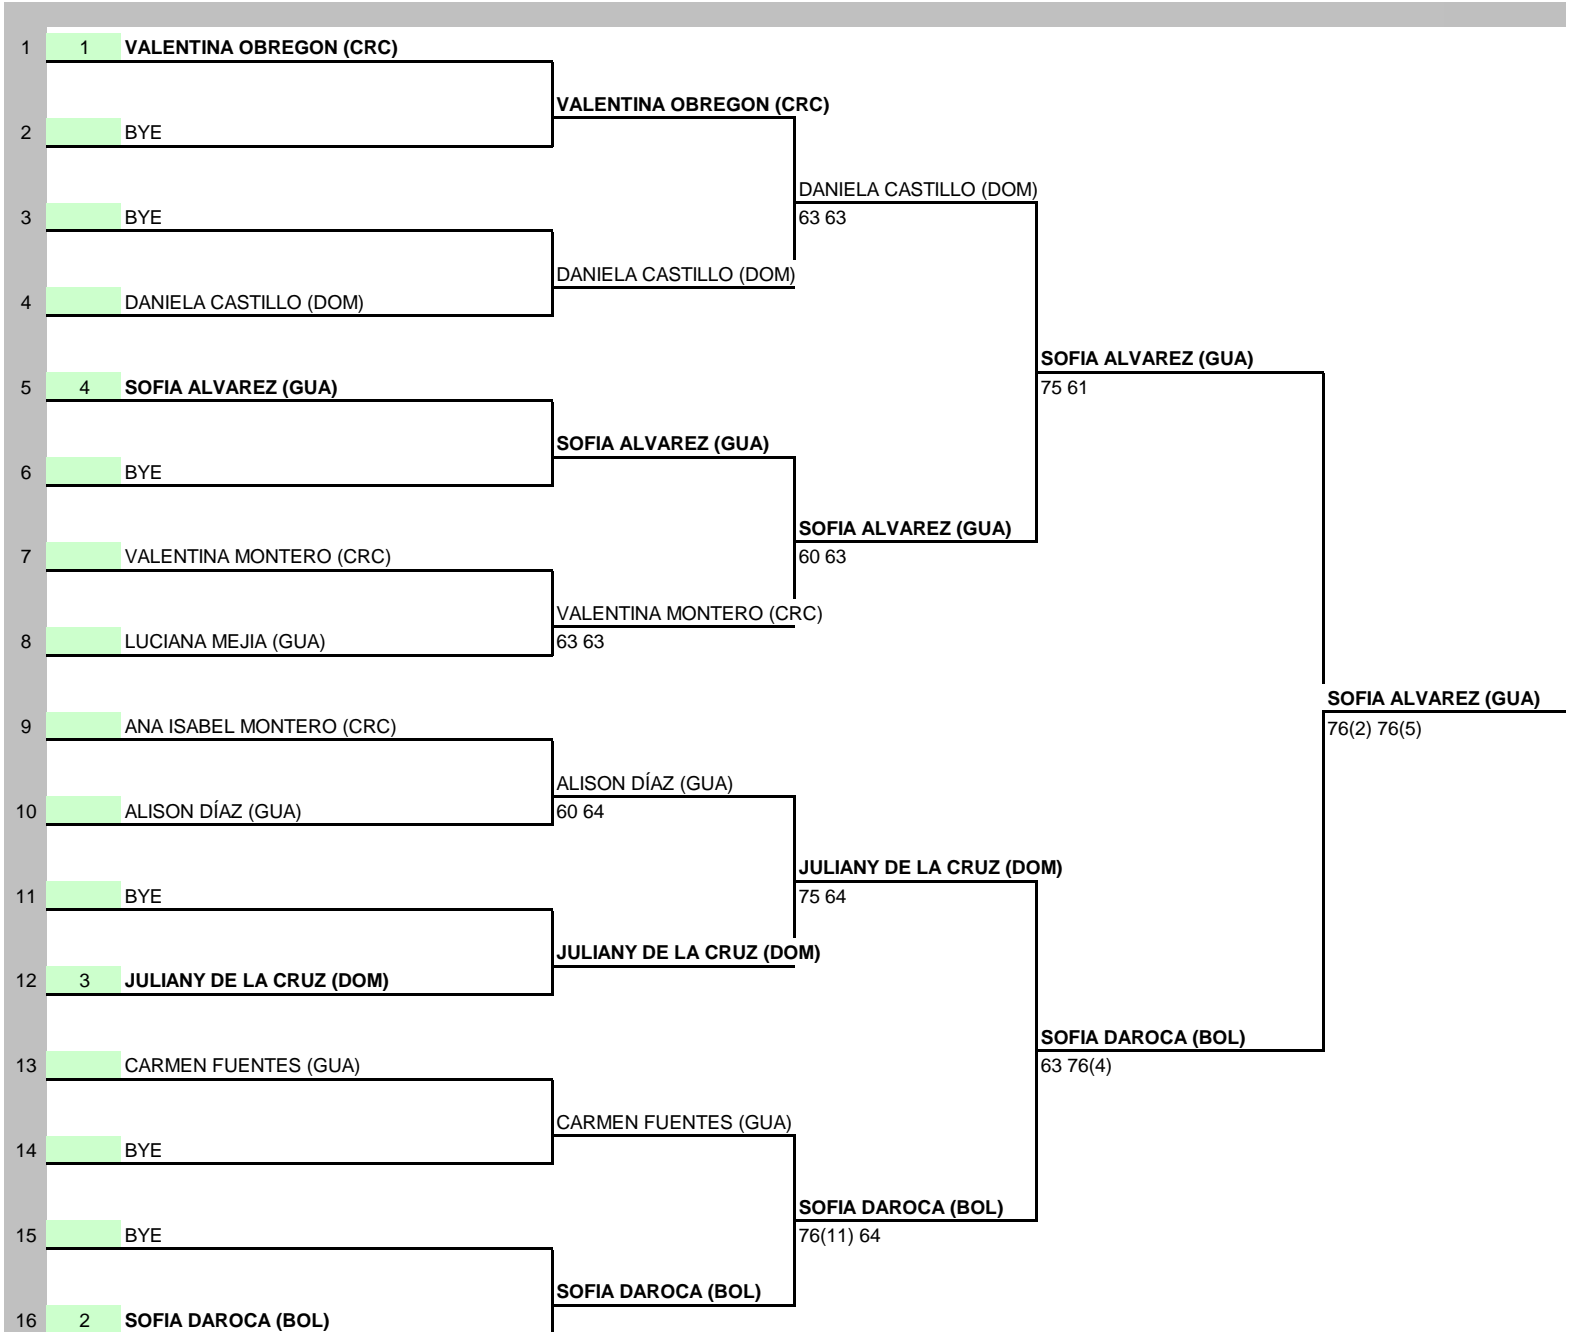 1 1 VALENTINA OBREGON (CRC)
VALENTINA OBREGON (CRC)
2 BYE
DANIELA CASTILLO (DOM)
3 BYE
63 63
DANIELA CASTILLO (DOM)
4 DANIELA CASTILLO (DOM)
SOFIA ALVAREZ (GUA)
5 4 SOFIA ALVAREZ (GUA)
75 61
SOFIA ALVAREZ (GUA)
6 BYE
SOFIA ALVAREZ (GUA)
7 VALENTINA MONTERO (CRC)
60 63
VALENTINA MONTERO (CRC)
8 LUCIANA MEJIA (GUA)
63 63
SOFIA ALVAREZ (GUA)
9 ANA ISABEL MONTERO (CRC)
76(2) 76(5)
ALISON DÍAZ (GUA)
10 ALISON DÍAZ (GUA)
60 64
JULIANY DE LA CRUZ (DOM)
11 BYE
75 64
JULIANY DE LA CRUZ (DOM)
12 3 JULIANY DE LA CRUZ (DOM)
SOFIA DAROCA (BOL)
13 CARMEN FUENTES (GUA)
63 76(4)
CARMEN FUENTES (GUA)
14 BYE
SOFIA DAROCA (BOL)
15 BYE
76(11) 64
SOFIA DAROCA (BOL)
16 2 SOFIA DAROCA (BOL)